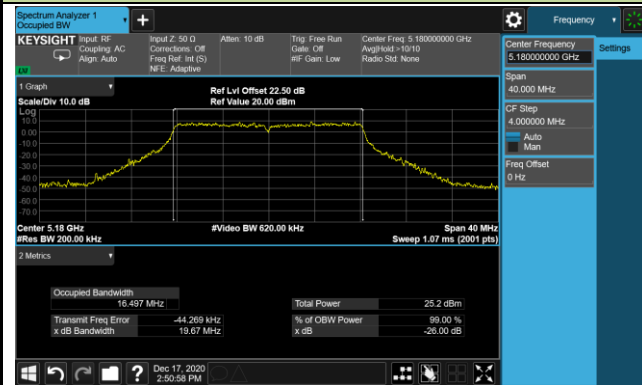 Spectrum Analyzer 1
Occupied BW
Frequency
KEYSIGHT
Input: RF
Coupling: AC
Align: Auto
Input Z: 50 Ω
Corrections: Off
Freq Ref: Int (S)
NFE: Adaptive
Atten: 10 dB
Trig: Free Run
Gate: Off
#IF Gain: Low
Center Freq: 5.180000000 GHz
Avg|Hold:>10/10
Radio Std: None
Center Frequency
5.180000000 GHz
Settings
Span
40.000 MHz
CF Step
4.000000 MHz
Auto
Man
Freq Offset
0 Hz
1 Graph
Scale/Div 10.0 dB
Ref Lvl Offset 22.50 dB
Ref Value 20.00 dBm
Log
10.0
0.00
-10.0
-20.0
-30.0
-40.0
-50.0
-60.0
-70.0
Center 5.18 GHz
#Video BW 620.00 kHz
Span 40 MHz
#Res BW 200.00 kHz
Sweep 1.07 ms (2001 pts)
2 Metrics
Occupied Bandwidth
16.497 MHz
Total Power 25.2 dBm
Transmit Freq Error -44.269 kHz
% of OBW Power 99.00 %
x dB Bandwidth 19.67 MHz
x dB -26.00 dB
?
Dec 17, 2020
2:50:58 PM